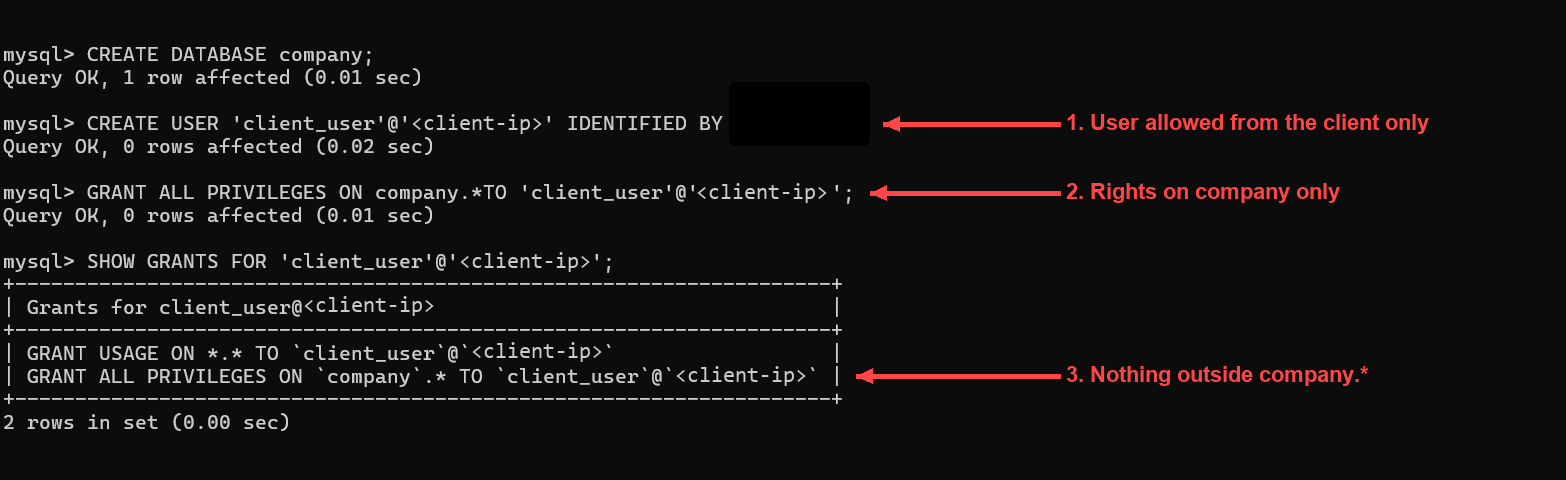 mysql> CREATE DATABASE company;
Query OK, 1 row affected (0.01 sec)
mysql> CREATE USER 'client_user'@'<client-ip>' IDENTIFIED BY
1. User allowed from the client only
Query OK, 0 rows affected (0.02 sec)
mysql> GRANT ALL PRIVILEGES ON company.*TO 'client_user'@'<client-ip>';
2. Rights on company only
Query OK, 0 rows affected (0.01 sec)
mysql> SHOW GRANTS FOR 'client_user'@'<client-ip>';
+--------------------------------------------------------------------+
| Grants for client_user@<client-ip> |
+--------------------------------------------------------------------+
| GRANT USAGE ON *.* TO `client_user`@`<client-ip>` |
| GRANT ALL PRIVILEGES ON `company`.* TO `client_user`@`<client-ip>` |
3. Nothing outside company.*
+--------------------------------------------------------------------+
2 rows in set (0.00 sec)